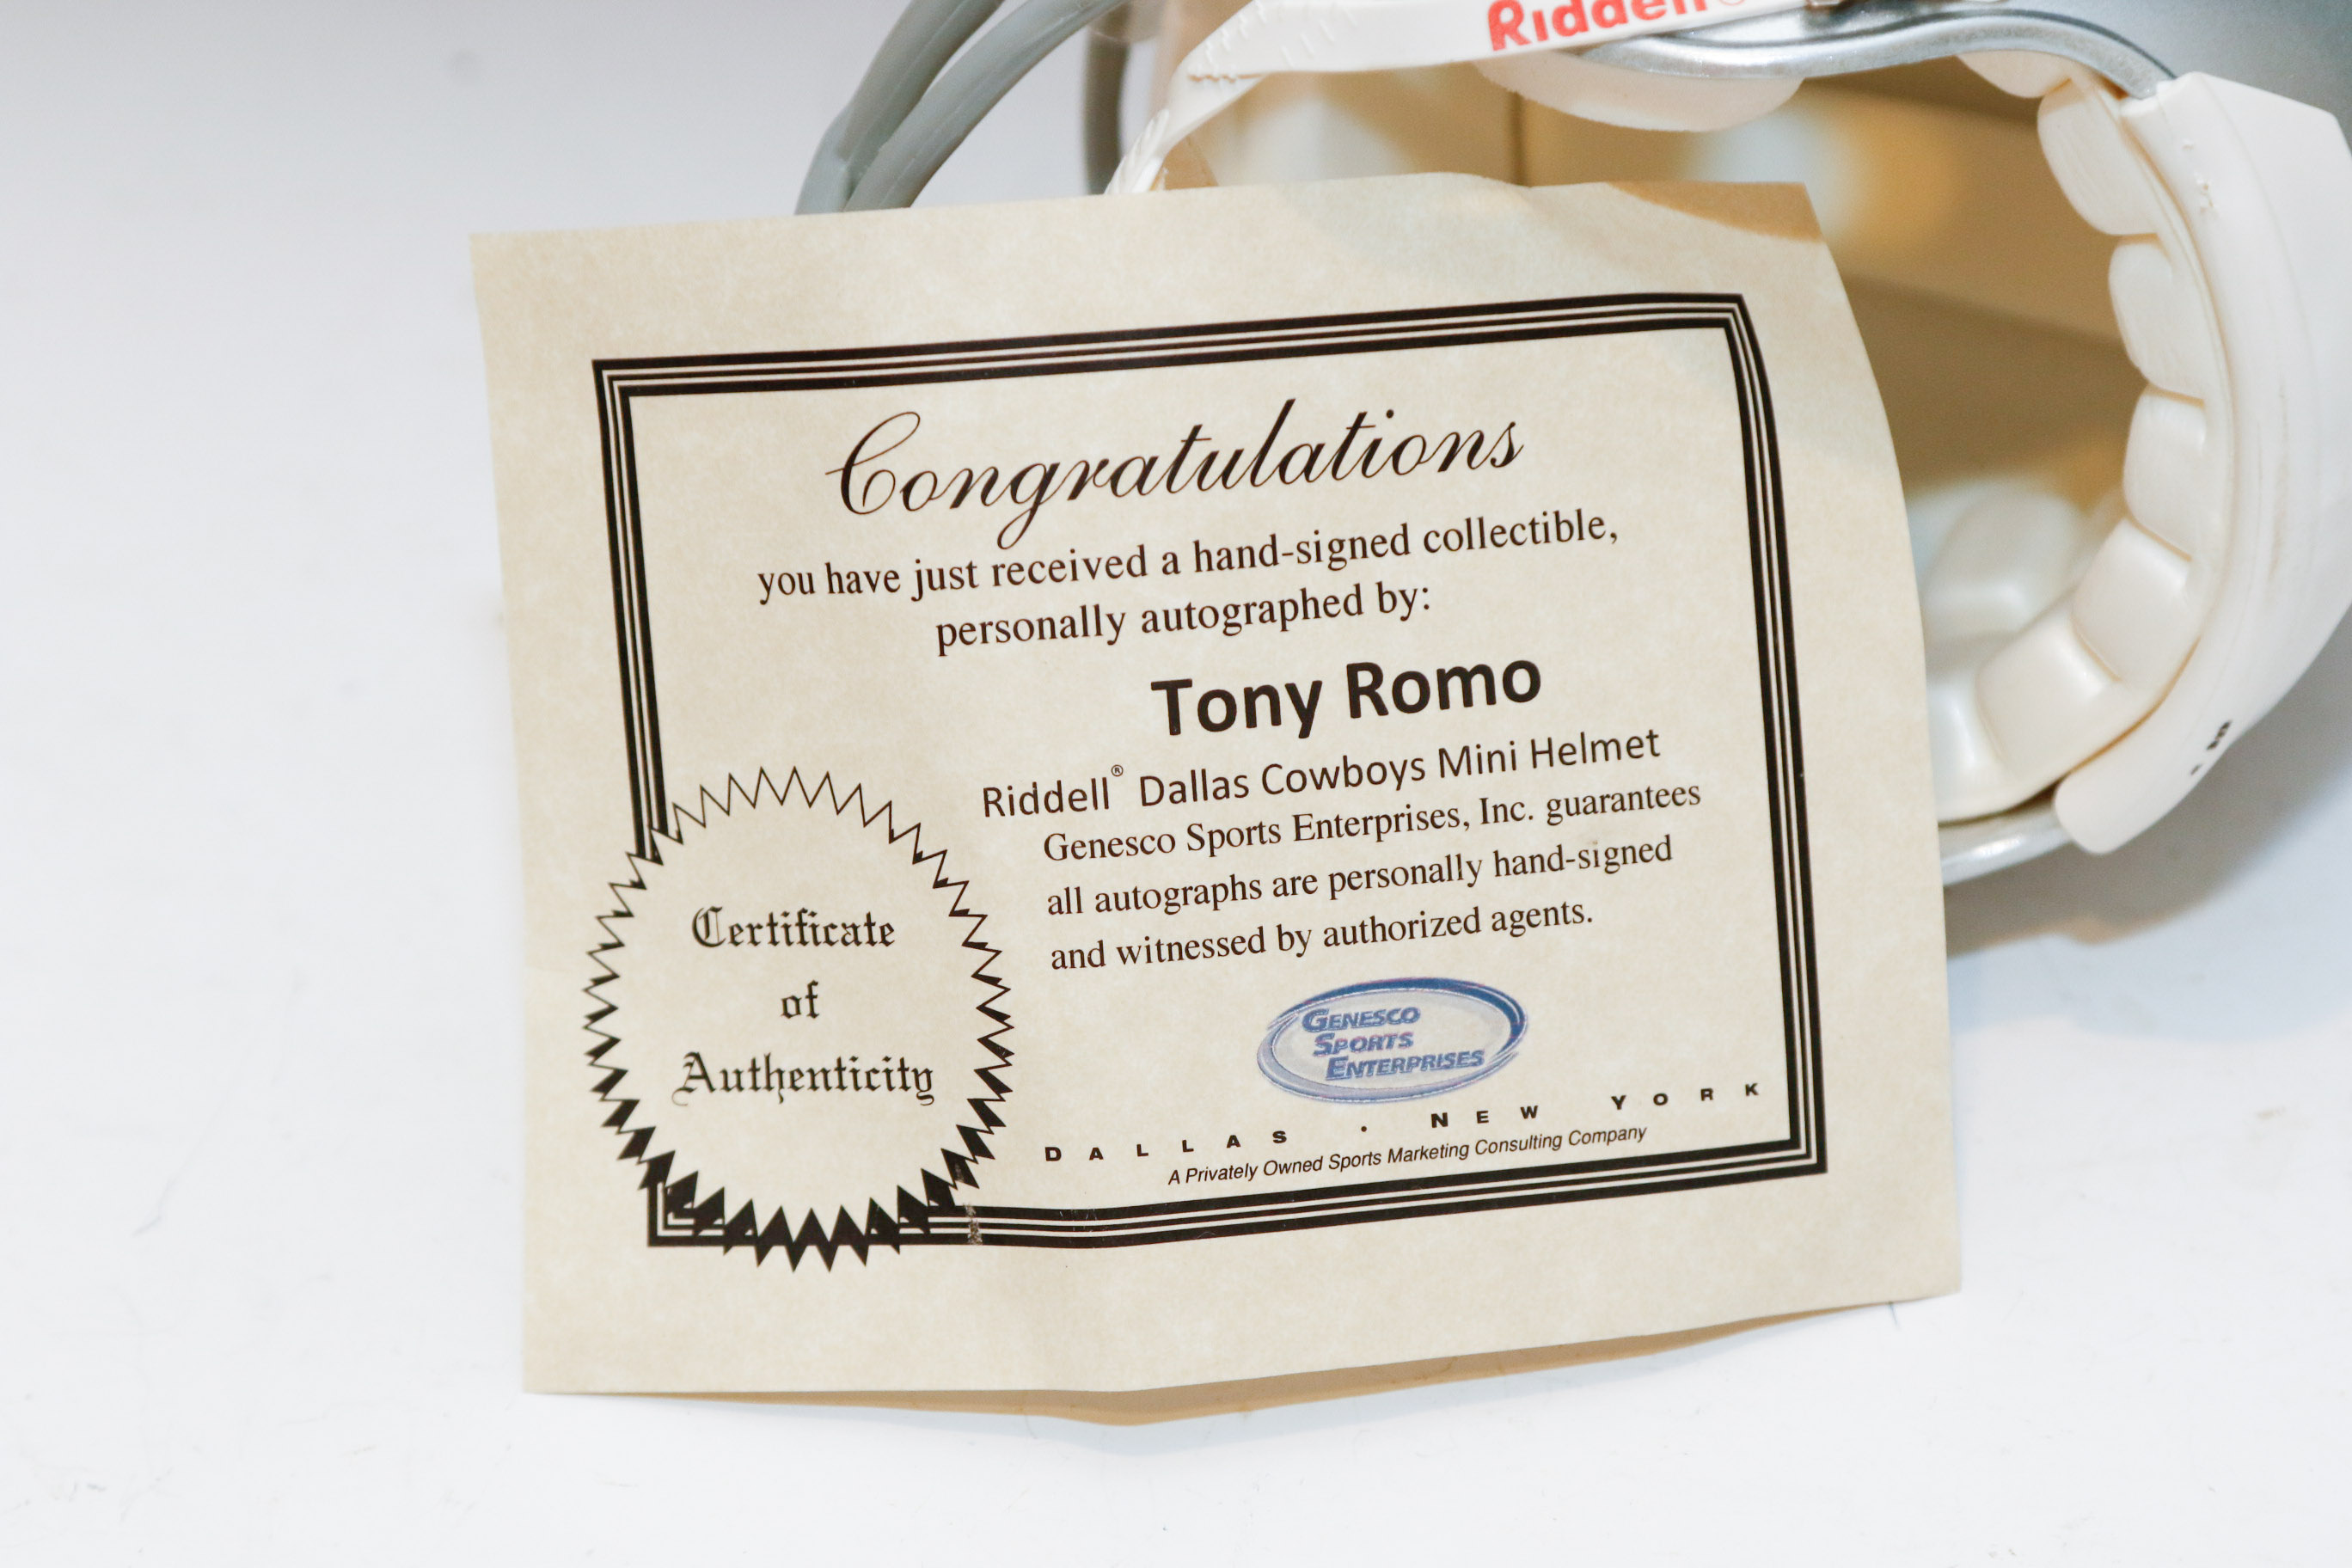 Riddell
Congratulations
you have just received a hand-signed collectible,
personally autographed by:
Tony Romo
Riddell® Dallas Cowboys Mini Helmet
Genesco Sports Enterprises, Inc. guarantees
all autographs are personally hand-signed
and witnessed by authorized agents.
Certificate
of
Authenticity
GENESCO
SPORTS
ENTERPRISES
DALLAS · NEW YORK
A Privately Owned Sports Marketing Consulting Company